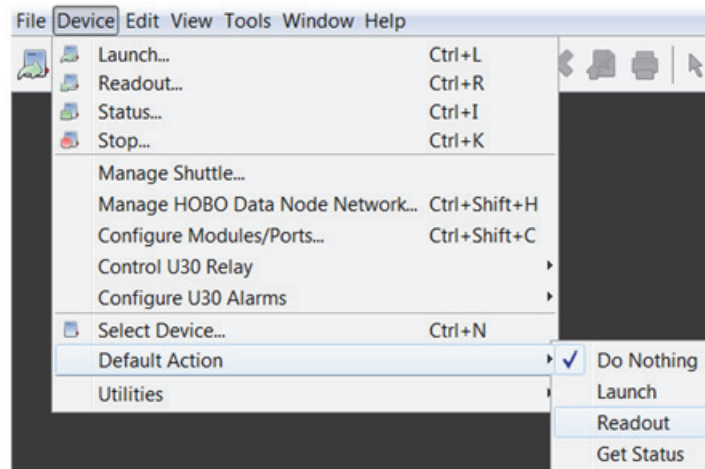 File Device Edit View Tools Window Help
Launch... Ctrl+L
Readout... Ctrl+R
Status... Ctrl+I
Stop... Ctrl+K
Manage Shuttle...
Manage HOBO Data Node Network... Ctrl+Shift+H
Configure Modules/Ports... Ctrl+Shift+C
Control U30 Relay
Configure U30 Alarms
Select Device... Ctrl+N
Default Action
Utilities
Do Nothing
Launch
Readout
Get Status